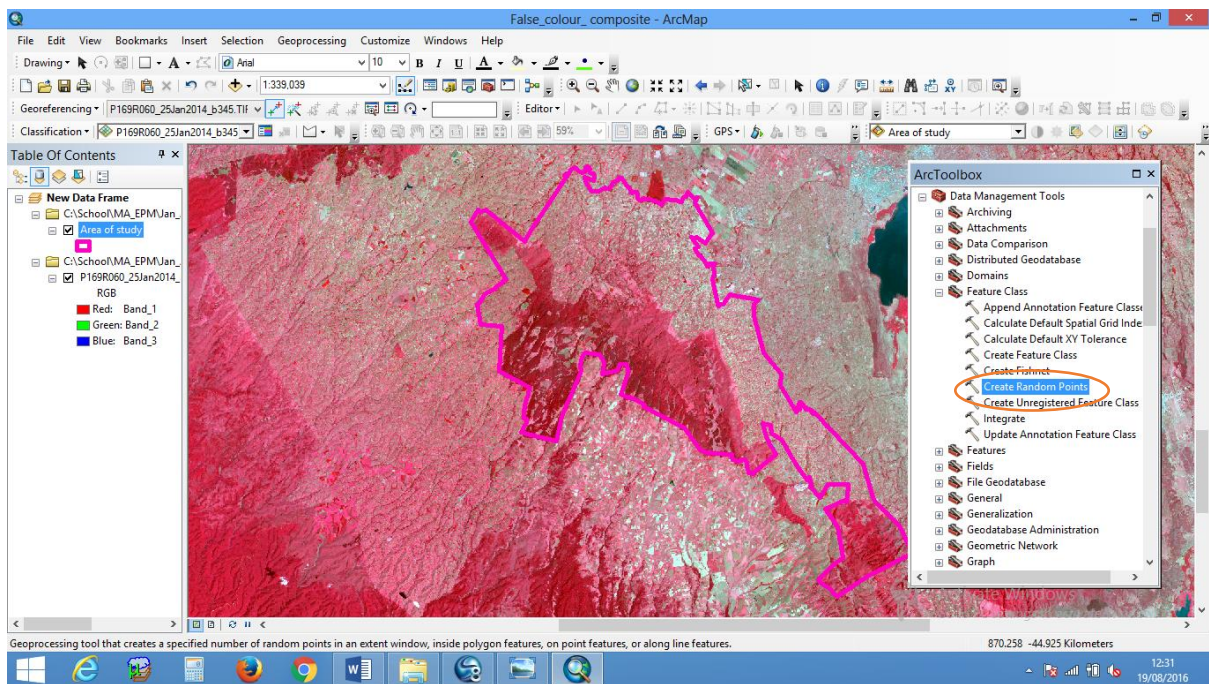 False_colour_ composite - ArcMap
File Edit View Bookmarks Insert Selection Geoprocessing Customize Windows Help
Drawing A Arial 10 B I U A
1:339,039
Georeferencing P169R060_25Jan2014_b345.TIF Editor
Classification P169R060_25Jan2014_b345 59% GPS Area of study
Table Of Contents
New Data Frame
C:\School\MA_EPM\Jan_
Area of study
C:\School\MA_EPM\Jan_
P169R060_25Jan2014_
RGB
Red: Band_1
Green: Band_2
Blue: Band_3
ArcToolbox
Data Management Tools
Archiving
Attachments
Data Comparison
Distributed Geodatabase
Domains
Feature Class
Append Annotation Feature Classe
Calculate Default Spatial Grid Inde
Calculate Default XY Tolerance
Create Feature Class
Create Fishnet
Create Random Points
Create Unregistered Feature Class
Integrate
Update Annotation Feature Class
Features
Fields
File Geodatabase
General
Generalization
Geodatabase Administration
Geometric Network
Graph
Geoprocessing tool that creates a specified number of random points in an extent window, inside polygon features, on point features, or along line features.
870.258 -44.925 Kilometers
12:31
19/08/2016